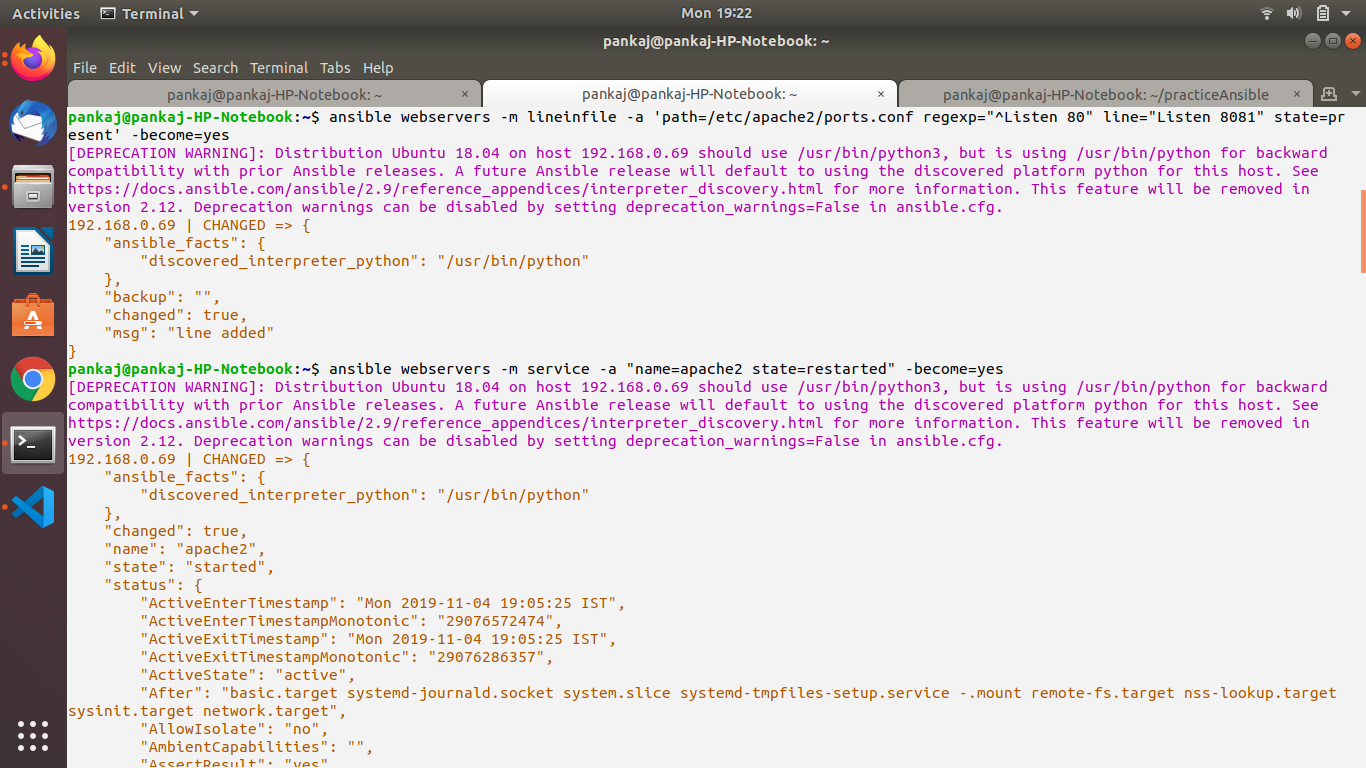 Activities Terminal Mon 19:22
pankaj@pankaj-HP-Notebook: ~
File Edit View Search Terminal Tabs Help
pankaj@pankaj-HP-Notebook: ~ × pankaj@pankaj-HP-Notebook: ~ × pankaj@pankaj-HP-Notebook: ~/practiceAnsible ×
pankaj@pankaj-HP-Notebook:~$ ansible webservers -m lineinfile -a 'path=/etc/apache2/ports.conf regexp="^Listen 80" line="Listen 8081" state=pr
esent' -become=yes
[DEPRECATION WARNING]: Distribution Ubuntu 18.04 on host 192.168.0.69 should use /usr/bin/python3, but is using /usr/bin/python for backward
compatibility with prior Ansible releases. A future Ansible release will default to using the discovered platform python for this host. See
https://docs.ansible.com/ansible/2.9/reference_appendices/interpreter_discovery.html for more information. This feature will be removed in
version 2.12. Deprecation warnings can be disabled by setting deprecation_warnings=False in ansible.cfg.
192.168.0.69 | CHANGED => {
    "ansible_facts": {
        "discovered_interpreter_python": "/usr/bin/python"
    },
    "backup": "",
    "changed": true,
    "msg": "line added"
}
pankaj@pankaj-HP-Notebook:~$ ansible webservers -m service -a "name=apache2 state=restarted" -become=yes
[DEPRECATION WARNING]: Distribution Ubuntu 18.04 on host 192.168.0.69 should use /usr/bin/python3, but is using /usr/bin/python for backward
compatibility with prior Ansible releases. A future Ansible release will default to using the discovered platform python for this host. See
https://docs.ansible.com/ansible/2.9/reference_appendices/interpreter_discovery.html for more information. This feature will be removed in
version 2.12. Deprecation warnings can be disabled by setting deprecation_warnings=False in ansible.cfg.
192.168.0.69 | CHANGED => {
    "ansible_facts": {
        "discovered_interpreter_python": "/usr/bin/python"
    },
    "changed": true,
    "name": "apache2",
    "state": "started",
    "status": {
        "ActiveEnterTimestamp": "Mon 2019-11-04 19:05:25 IST",
        "ActiveEnterTimestampMonotonic": "29076572474",
        "ActiveExitTimestamp": "Mon 2019-11-04 19:05:25 IST",
        "ActiveExitTimestampMonotonic": "29076286357",
        "ActiveState": "active",
        "After": "basic.target systemd-journald.socket system.slice systemd-tmpfiles-setup.service -.mount remote-fs.target nss-lookup.target
sysinit.target network.target",
        "AllowIsolate": "no",
        "AmbientCapabilities": "",
        "AssertResult": "yes"